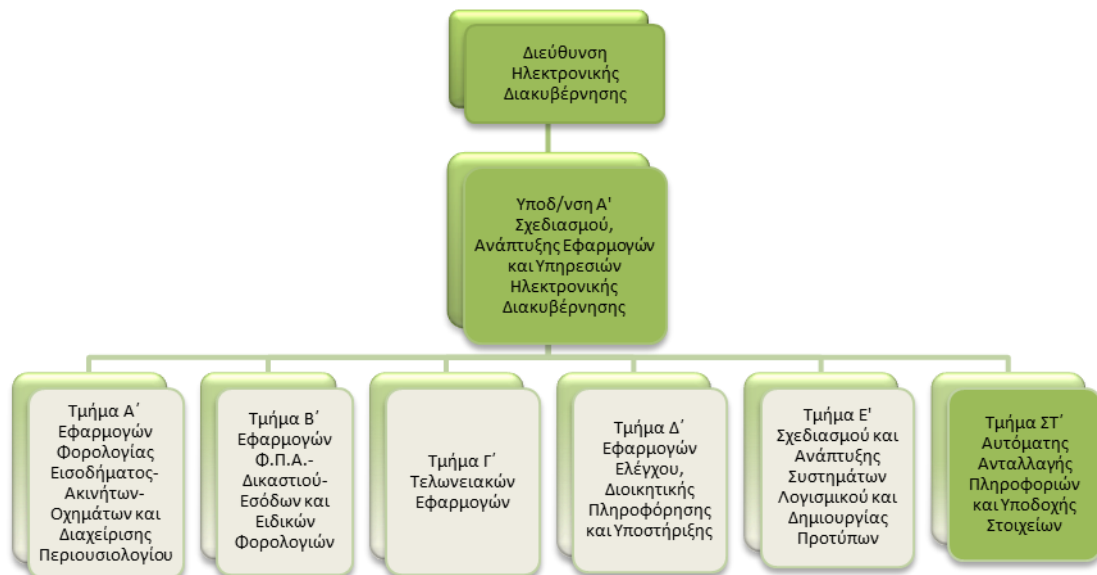 Διεύθυνση
Ηλεκτρονικής
Διακυβέρνησης
Υποδ/νση Α'
Σχεδιασμού,
Ανάπτυξης Εφαρμογών
και Υπηρεσιών
Ηλεκτρονικής
Διακυβέρνησης
Τμήμα Α΄
Εφαρμογών
Φορολογίας
Εισοδήματος-
Ακινήτων-
Οχημάτων και
Διαχείρισης
Περιουσιολογίου
Τμήμα Β΄
Εφαρμογών
Φ.Π.Α.-
Δικαστιού-
Εσόδων και
Ειδικών
Φορολογιών
Τμήμα Γ΄
Τελωνειακών
Εφαρμογών
Τμήμα Δ΄
Εφαρμογών
Ελέγχου,
Διοικητικής
Πληροφόρησης
και Υποστήριξης
Τμήμα Ε'
Σχεδιασμού και
Ανάπτυξης
Συστημάτων
Λογισμικού και
Δημιουργίας
Προτύπων
Τμήμα ΣΤ΄
Αυτόματης
Ανταλλαγής
Πληροφοριών
και Υποδοχής
Στοιχείων